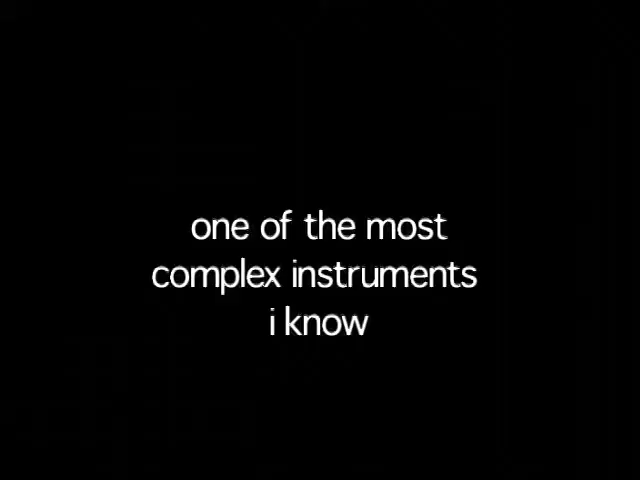 one of the most
complex instruments
i know